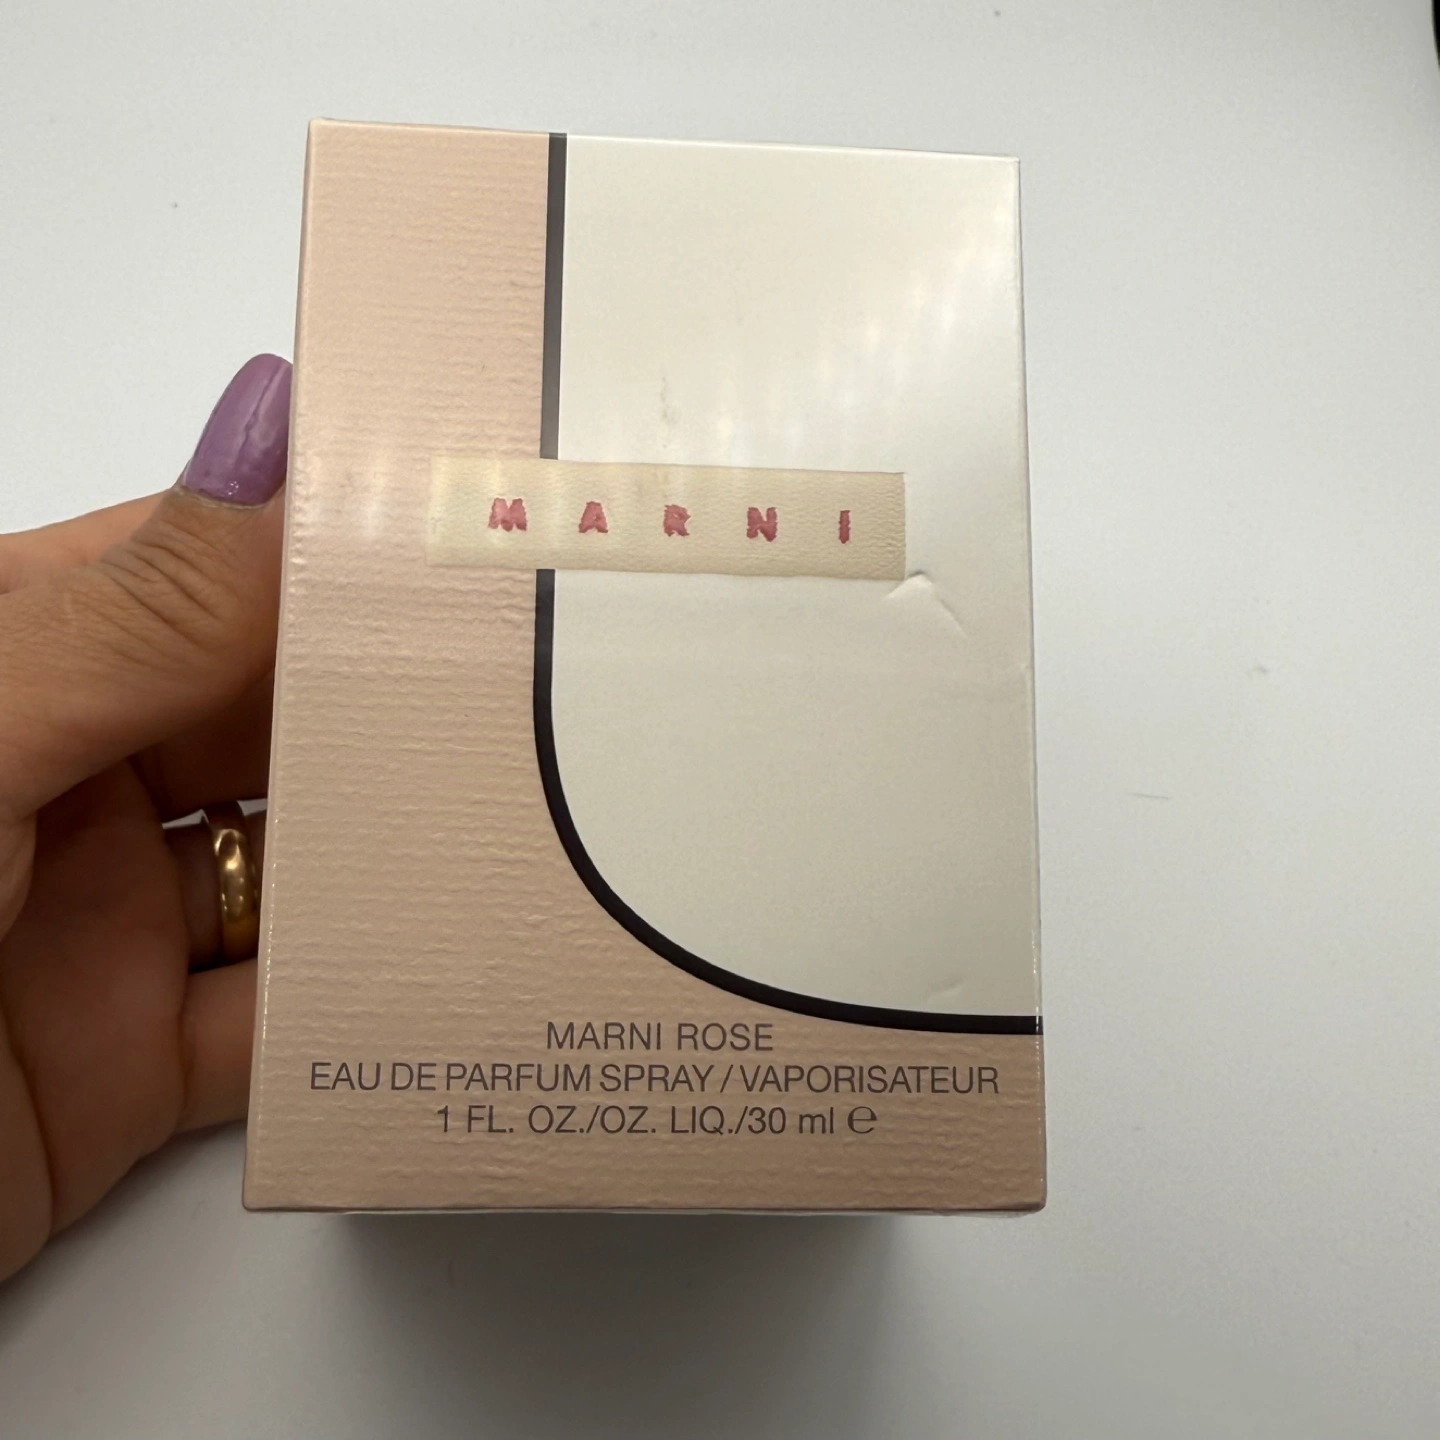 MARNI
MARNI ROSE
EAU DE PARFUM SPRAY / VAPORISATEUR
1 FL. OZ./OZ. LIQ./30 ml ℮